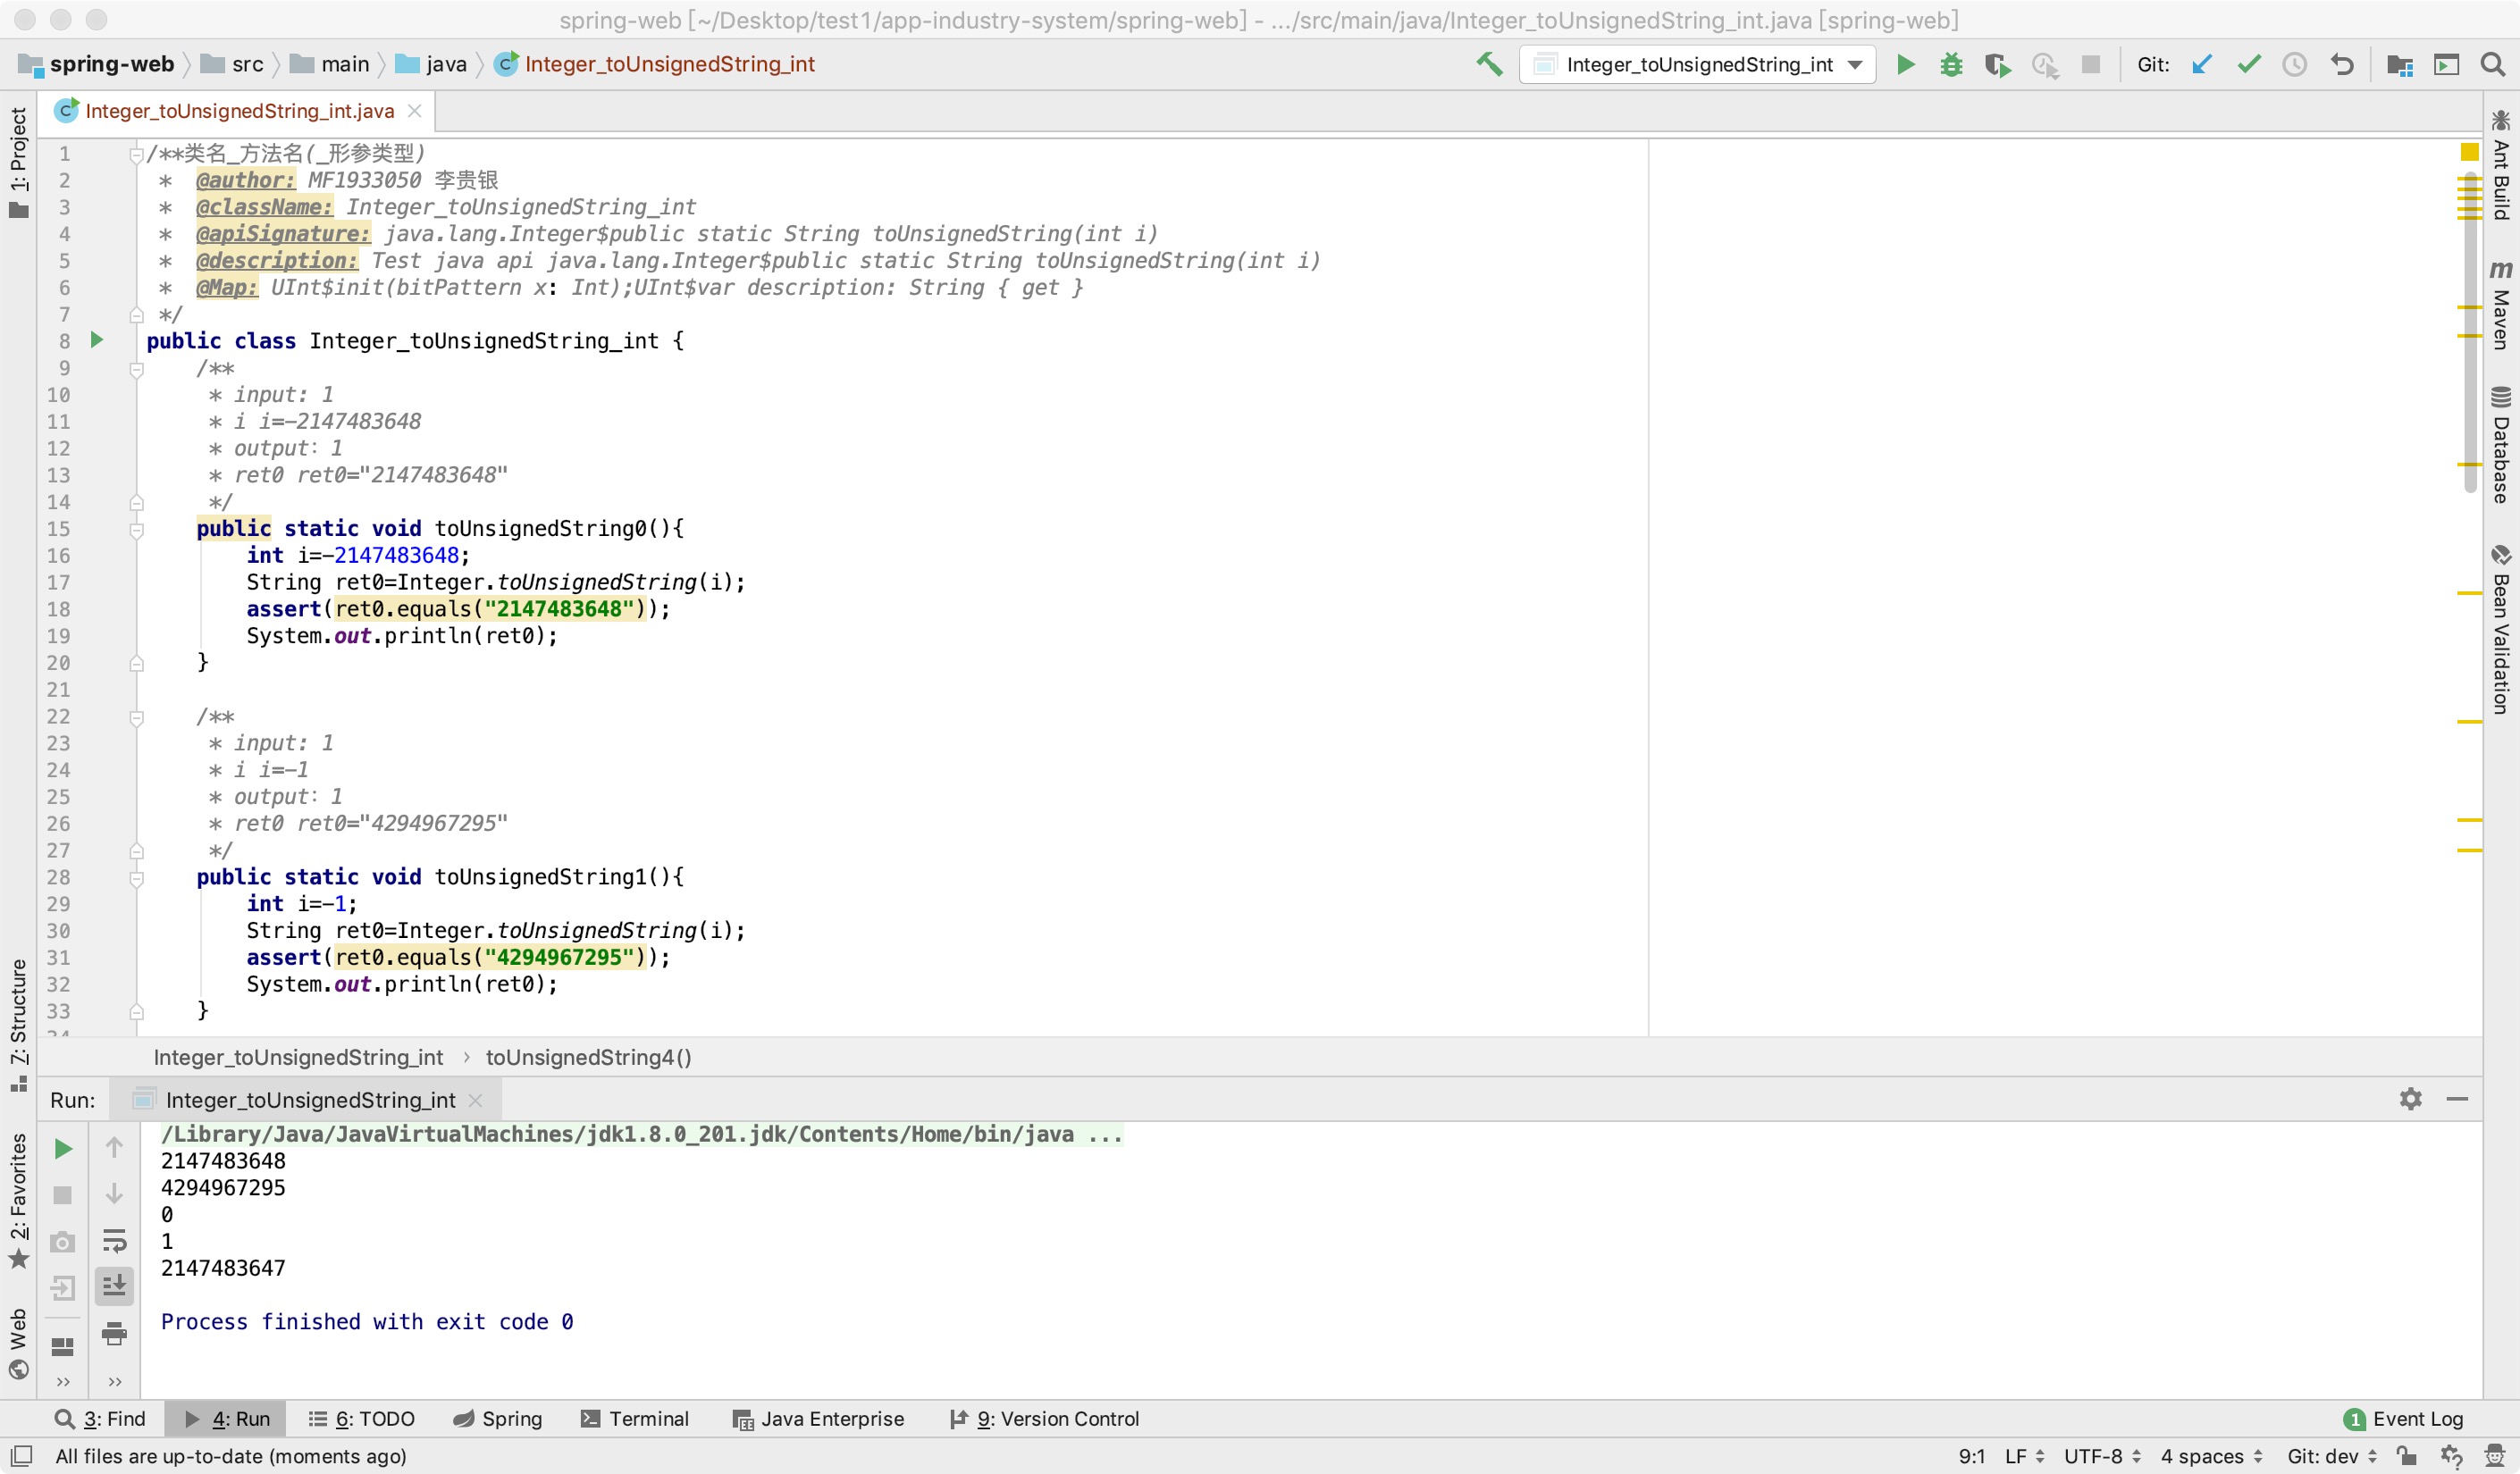 spring-web [~/Desktop/test1/app-industry-system/spring-web] - .../src/main/java/Integer_toUnsignedString_int.java [spring-web]
spring-web src main java Integer_toUnsignedString_int Integer_toUnsignedString_int Git:
Integer_toUnsignedString_int.java
1: Project
7: Structure
2: Favorites
Web
Ant Build
Maven
Database
Bean Validation
1 /**类名_方法名(_形参类型)
2 * @author: MF1933050 李贵银
3 * @className: Integer_toUnsignedString_int
4 * @apiSignature: java.lang.Integer$public static String toUnsignedString(int i)
5 * @description: Test java api java.lang.Integer$public static String toUnsignedString(int i)
6 * @Map: UInt$init(bitPattern x: Int);UInt$var description: String { get }
7 */
8 public class Integer_toUnsignedString_int {
9 /**
10 * input: 1
11 * i i=-2147483648
12 * output: 1
13 * ret0 ret0="2147483648"
14 */
15 public static void toUnsignedString0(){
16 int i=-2147483648;
17 String ret0=Integer.toUnsignedString(i);
18 assert(ret0.equals("2147483648"));
19 System.out.println(ret0);
20 }
21
22 /**
23 * input: 1
24 * i i=-1
25 * output: 1
26 * ret0 ret0="4294967295"
27 */
28 public static void toUnsignedString1(){
29 int i=-1;
30 String ret0=Integer.toUnsignedString(i);
31 assert(ret0.equals("4294967295"));
32 System.out.println(ret0);
33 }
Integer_toUnsignedString_int › toUnsignedString4()
Run: Integer_toUnsignedString_int
/Library/Java/JavaVirtualMachines/jdk1.8.0_201.jdk/Contents/Home/bin/java ...
2147483648
4294967295
0
1
2147483647
Process finished with exit code 0
3: Find 4: Run 6: TODO Spring Terminal Java Enterprise 9: Version Control 1 Event Log
All files are up-to-date (moments ago) 9:1 LF UTF-8 4 spaces Git: dev